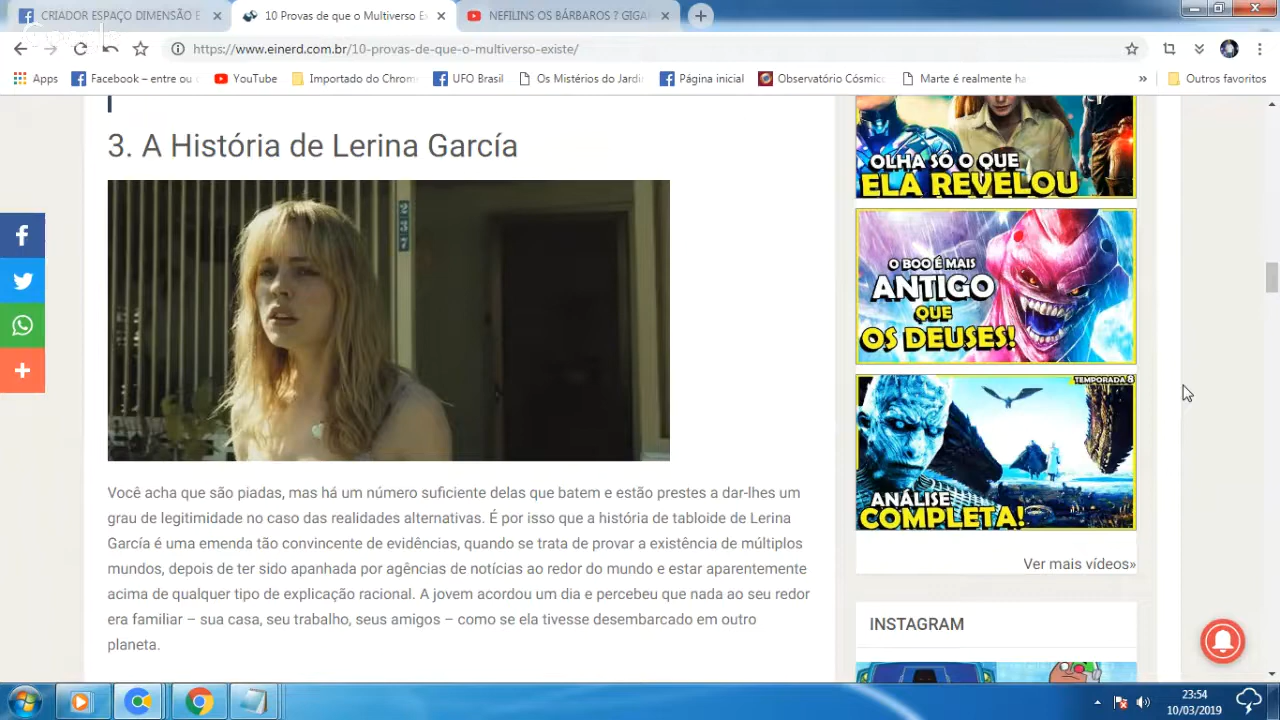 CRIADOR ESPAÇO DIMENSÃO E
10 Provas de que o Multiverso Ex
NEFILINS OS BÁRBAROS ? GIGA
https://www.einerd.com.br/10-provas-de-que-o-multiverso-existe/
Apps
Facebook – entre ou c
YouTube
Importado do Chrom
UFO Brasil
Os Mistérios do Jardin
Página inicial
Observatório Cósmico
Marte é realmente ha
»
Outros favoritos
3. A História de Lerina García
237
Você acha que são piadas, mas há um número suficiente delas que batem e estão prestes a dar-lhes um
grau de legitimidade no caso das realidades alternativas. É por isso que a história de tabloide de Lerina
García é uma emenda tão convincente de evidências, quando se trata de provar a existência de múltiplos
mundos, depois de ter sido apanhada por agências de notícias ao redor do mundo e estar aparentemente
acima de qualquer tipo de explicação racional. A jovem acordou um dia e percebeu que nada ao seu redor
era familiar – sua casa, seu trabalho, seus amigos – como se ela tivesse desembarcado em outro
planeta.
OLHA SÓ O QUE
ELA REVELOU
O BOO É MAIS
ANTIGO
QUE
OS DEUSES!
TEMPORADA 8
ANÁLISE
COMPLETA!
Ver mais vídeos»
INSTAGRAM
23:54
10/03/2019